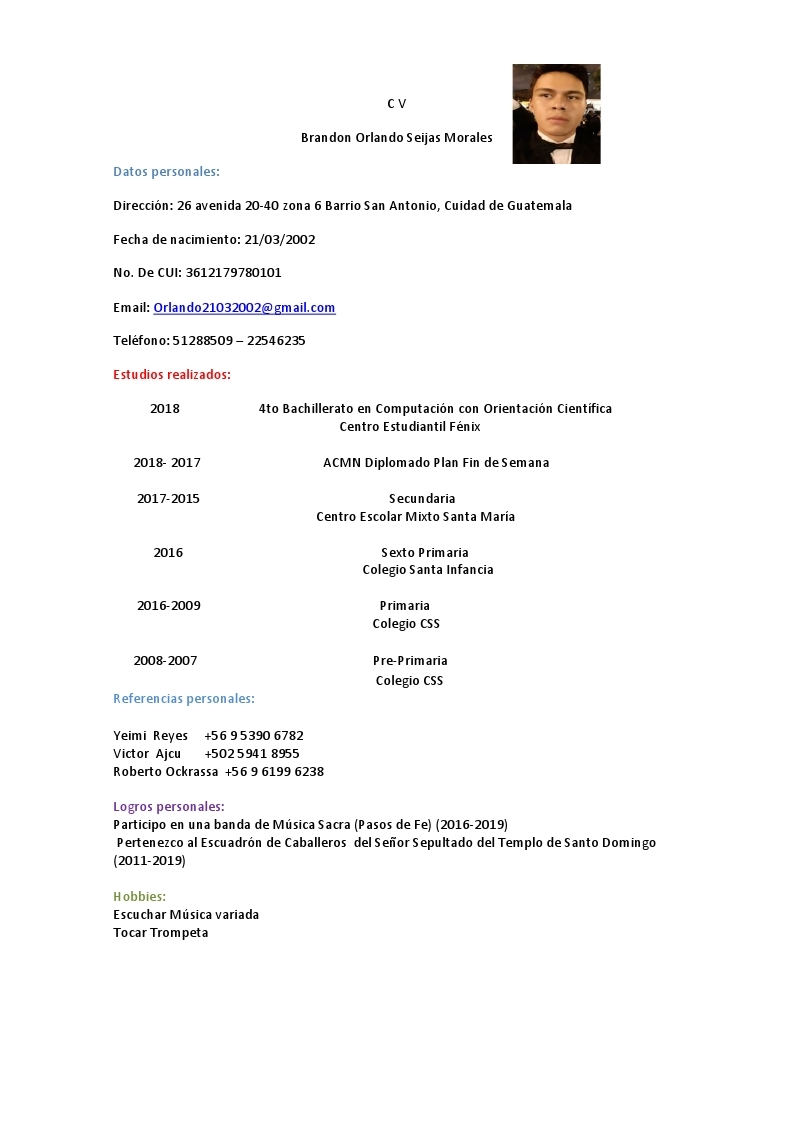 C V
Brandon Orlando Seijas Morales
Datos personales:
Dirección: 26 avenida 20-40 zona 6 Barrio San Antonio, Cuidad de Guatemala
Fecha de nacimiento: 21/03/2002
No. De CUI: 3612179780101
Email: Orlando21032002@gmail.com
Teléfono: 51288509 – 22546235
Estudios realizados:
2018 4to Bachillerato en Computación con Orientación Científica
Centro Estudiantil Fénix
2018- 2017 ACMN Diplomado Plan Fin de Semana
2017-2015 Secundaria
Centro Escolar Mixto Santa María
2016 Sexto Primaria
Colegio Santa Infancia
2016-2009 Primaria
Colegio CSS
2008-2007 Pre-Primaria
Colegio CSS
Referencias personales:
Yeimi Reyes +56 9 5390 6782
Victor Ajcu +502 5941 8955
Roberto Ockrassa +56 9 6199 6238
Logros personales:
Participo en una banda de Música Sacra (Pasos de Fe) (2016-2019)
Pertenezco al Escuadrón de Caballeros del Señor Sepultado del Templo de Santo Domingo
(2011-2019)
Hobbies:
Escuchar Música variada
Tocar Trompeta